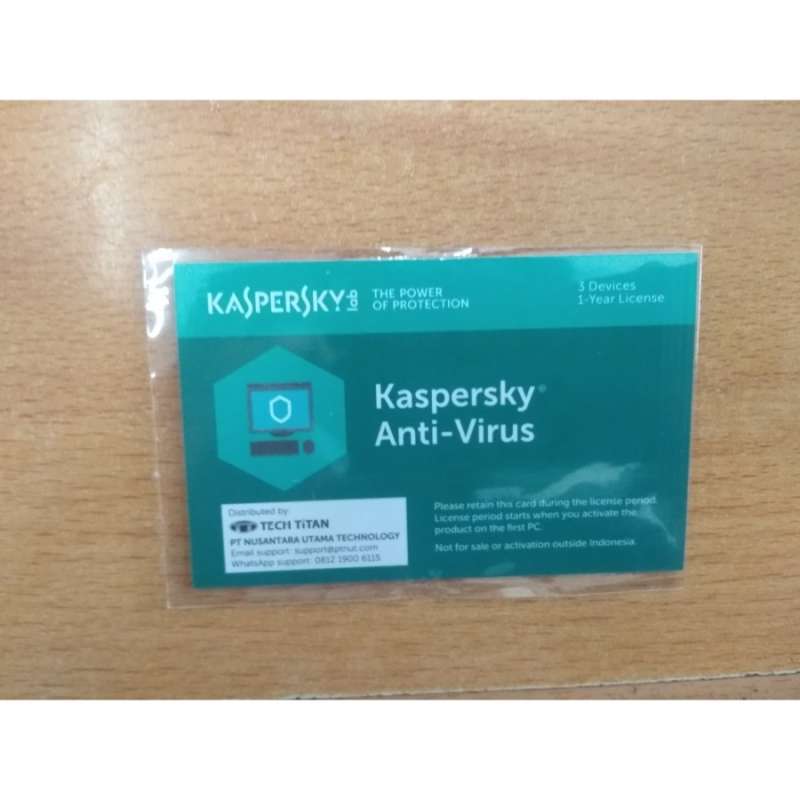 KASPERSKY lab
THE POWER
OF PROTECTION
3 Devices
1-Year License
Kaspersky®
Anti-Virus
Distributed by:
TECH TiTAN
PT NUSANTARA UTAMA TECHNOLOGY
Email support: support@ptnut.com
WhatsApp support: 0812 1900 6115
Please retain this card during the license period.
License period starts when you activate the
product on the first PC.
Not for sale or activation outside Indonesia.